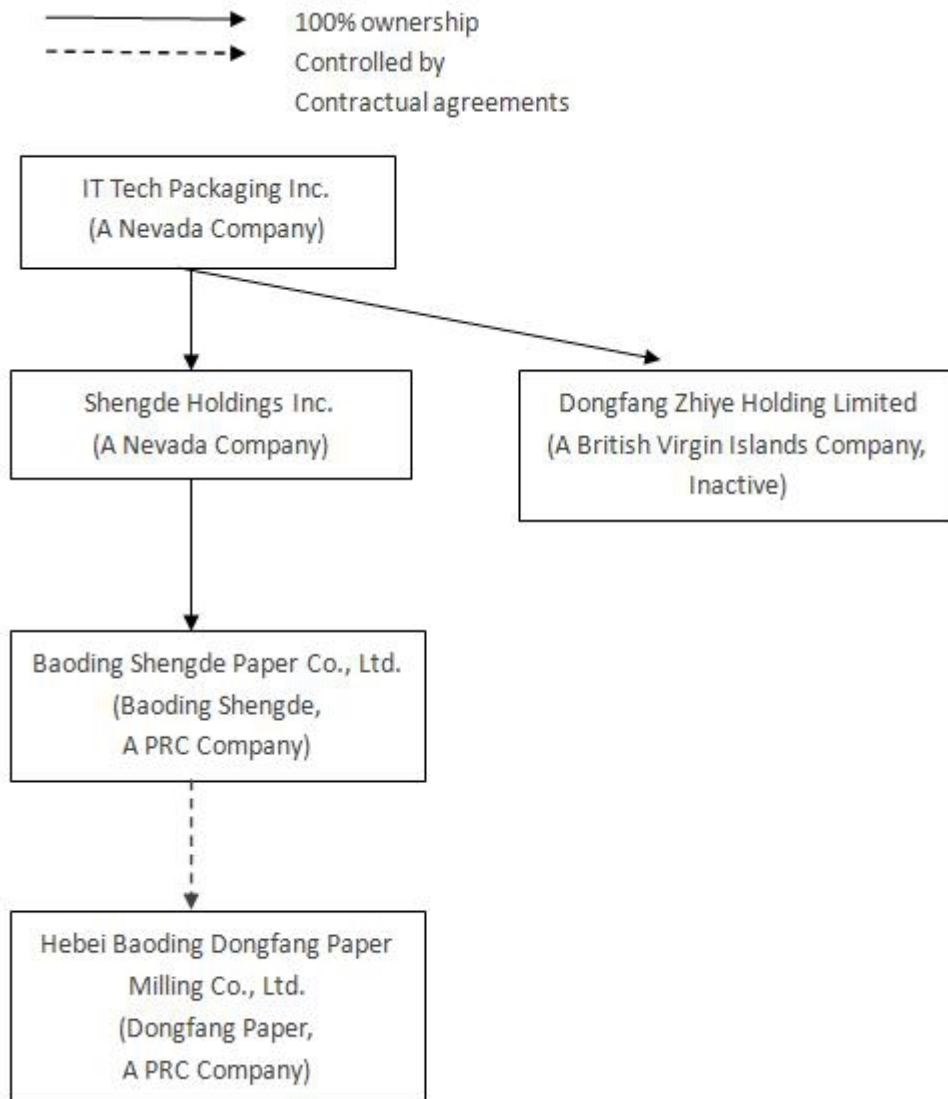 100% ownership
Controlled by
Contractual agreements
IT Tech Packaging Inc.
(A Nevada Company)
Shengde Holdings Inc.
(A Nevada Company)
Dongfang Zhiye Holding Limited
(A British Virgin Islands Company,
Inactive)
Baoding Shengde Paper Co., Ltd.
(Baoding Shengde,
A PRC Company)
Hebei Baoding Dongfang Paper
Milling Co., Ltd.
(Dongfang Paper,
A PRC Company)